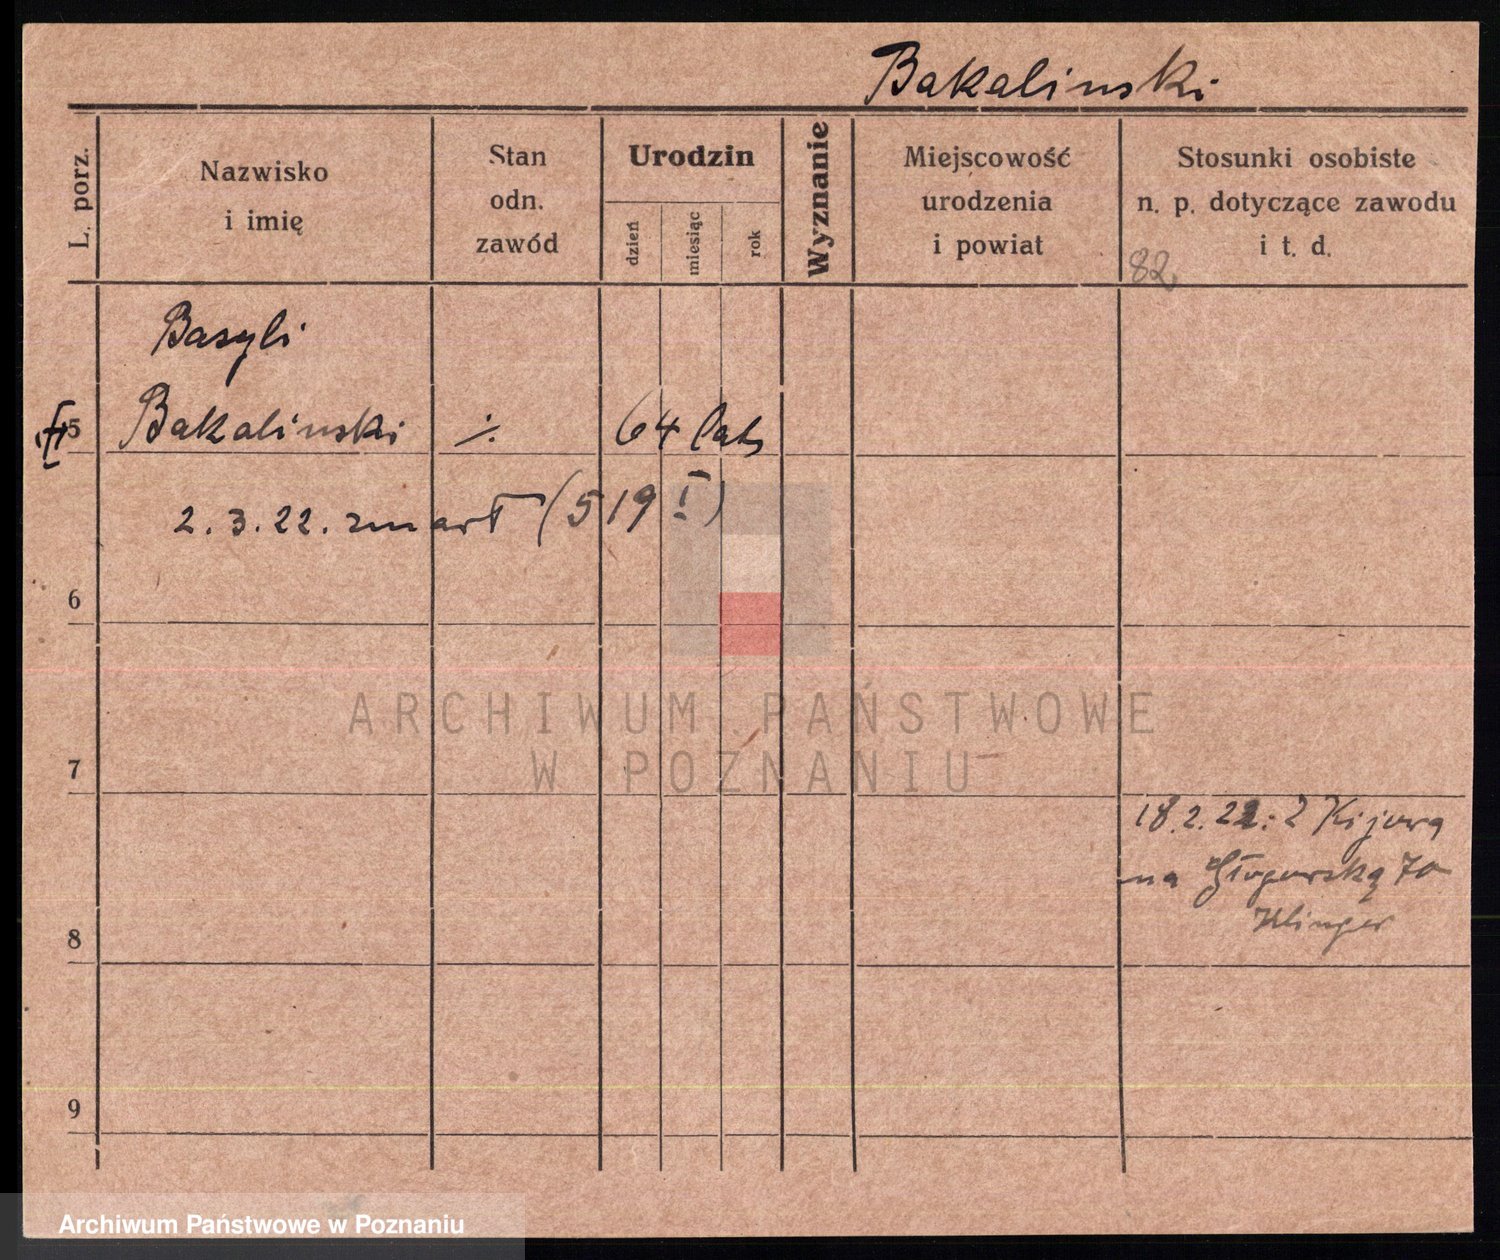 Bakalinski
L. porz.
Nazwisko
i imię
Stan
odn.
zawód
Urodzin
dzień
miesiąc
rok
Wyznanie
Miejscowość
urodzenia
i powiat
Stosunki osobiste
n. p. dotyczące zawodu
i t. d.
82
Basyli
5 Bakalinski ./. 64 lat
2.3.22. zmarł (519 I)
6
ARCHIWUM PAŃSTWOWE
W POZNANIU
7
18.2.22: z Kijowa
na Głogowską 70
Klinger
8
9
Archiwum Państwowe w Poznaniu